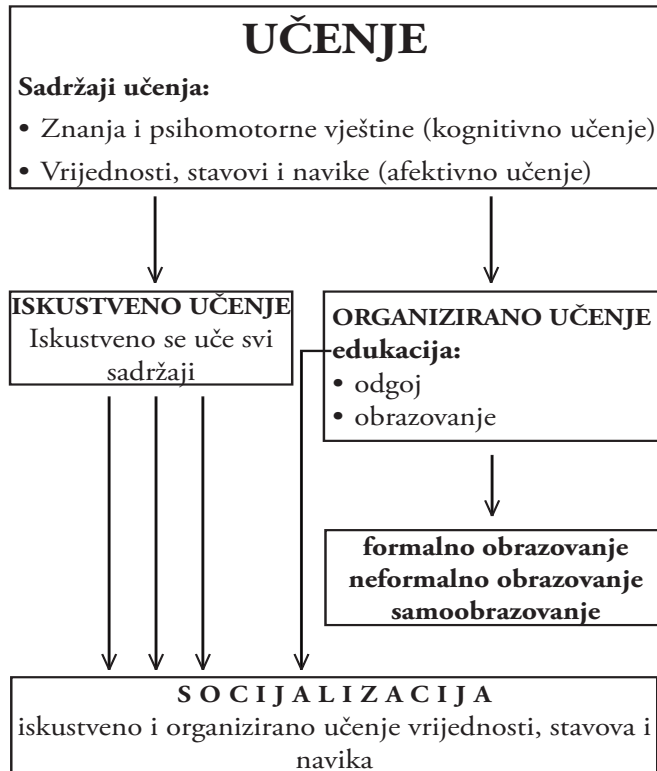 UČENJE
Sadržaji učenja:
• Znanja i psihomotorne vještine (kognitivno učenje)
• Vrijednosti, stavovi i navike (afektivno učenje)
ISKUSTVENO UČENJE
Iskustveno se uče svi
sadržaji
ORGANIZIRANO UČENJE
edukacija:
• odgoj
• obrazovanje
formalno obrazovanje
neformalno obrazovanje
samoobrazovanje
S O C I J A L I Z A C I J A
iskustveno i organizirano učenje vrijednosti, stavova i
navika